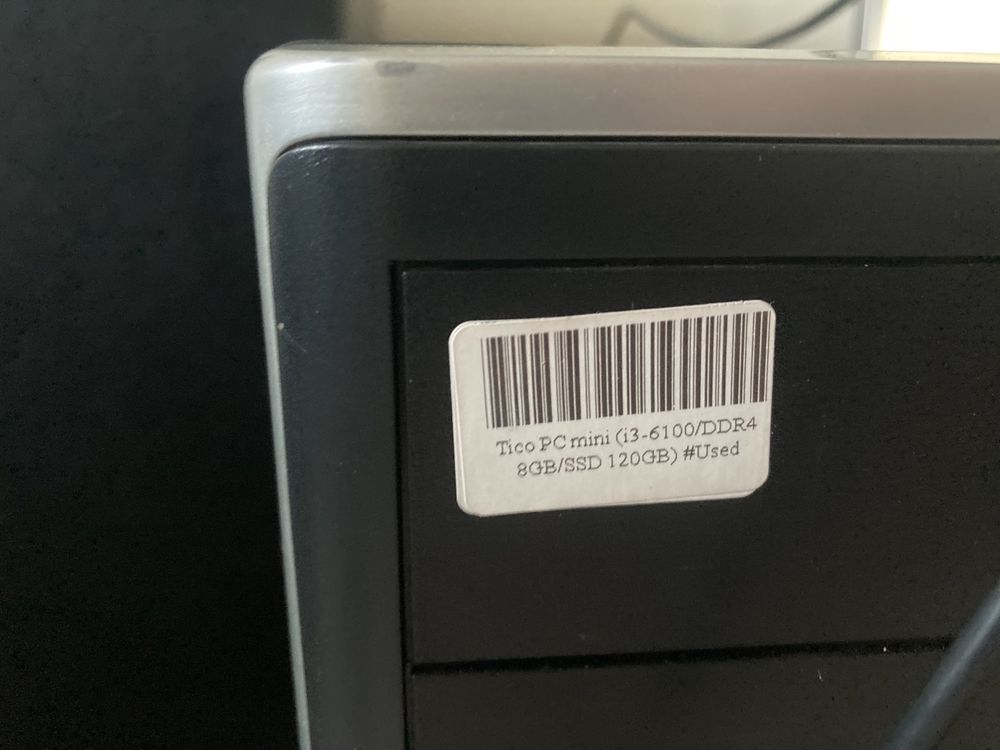 Tico PC mini (i3-6100/DDR4
8GB/SSD 120GB) #Used